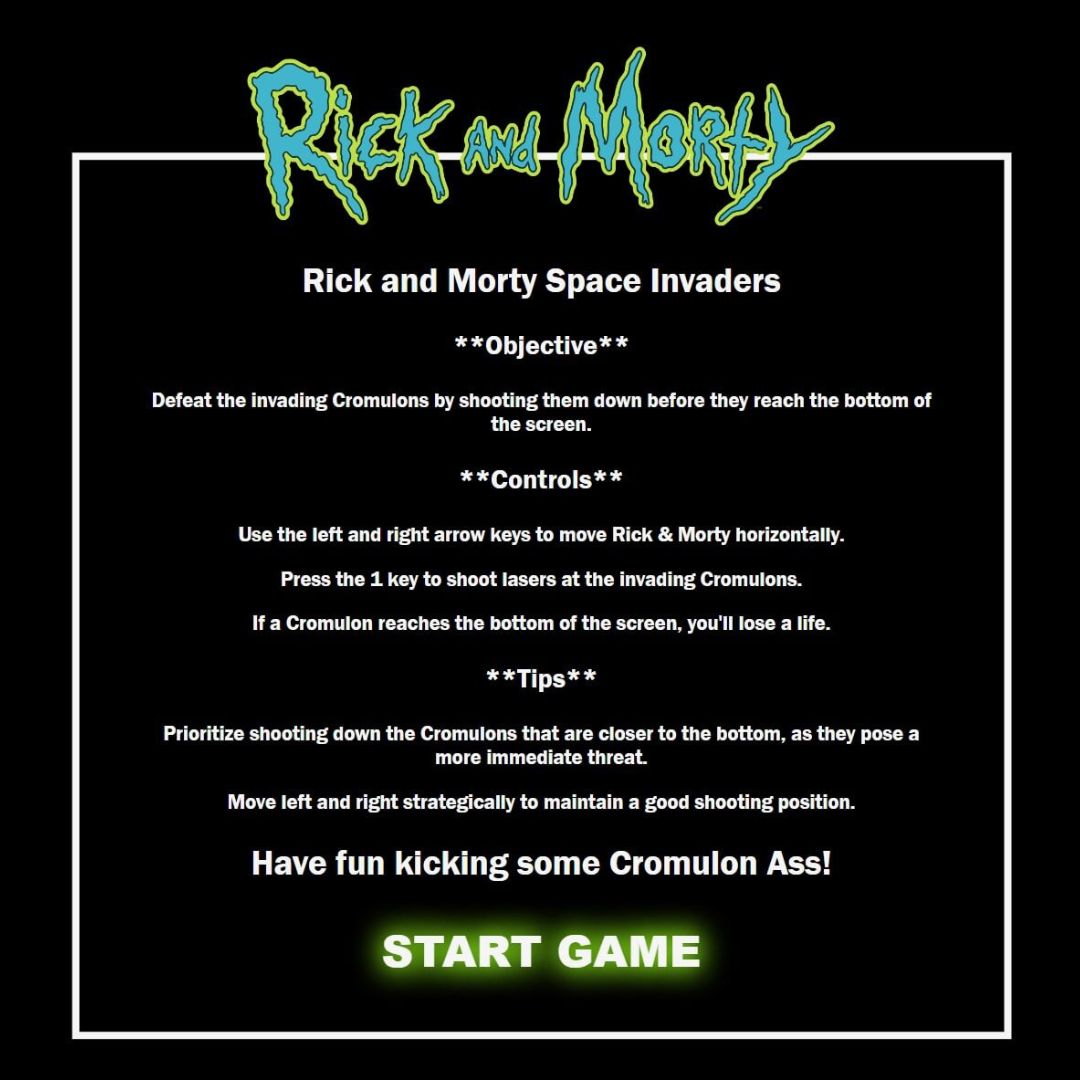 Rick and Morty
Rick and Morty Space Invaders
**Objective**
Defeat the invading Cromulons by shooting them down before they reach the bottom of
the screen.
**Controls**
Use the left and right arrow keys to move Rick & Morty horizontally.
Press the 1 key to shoot lasers at the invading Cromulons.
If a Cromulon reaches the bottom of the screen, you'll lose a life.
**Tips**
Prioritize shooting down the Cromulons that are closer to the bottom, as they pose a
more immediate threat.
Move left and right strategically to maintain a good shooting position.
Have fun kicking some Cromulon Ass!
START GAME